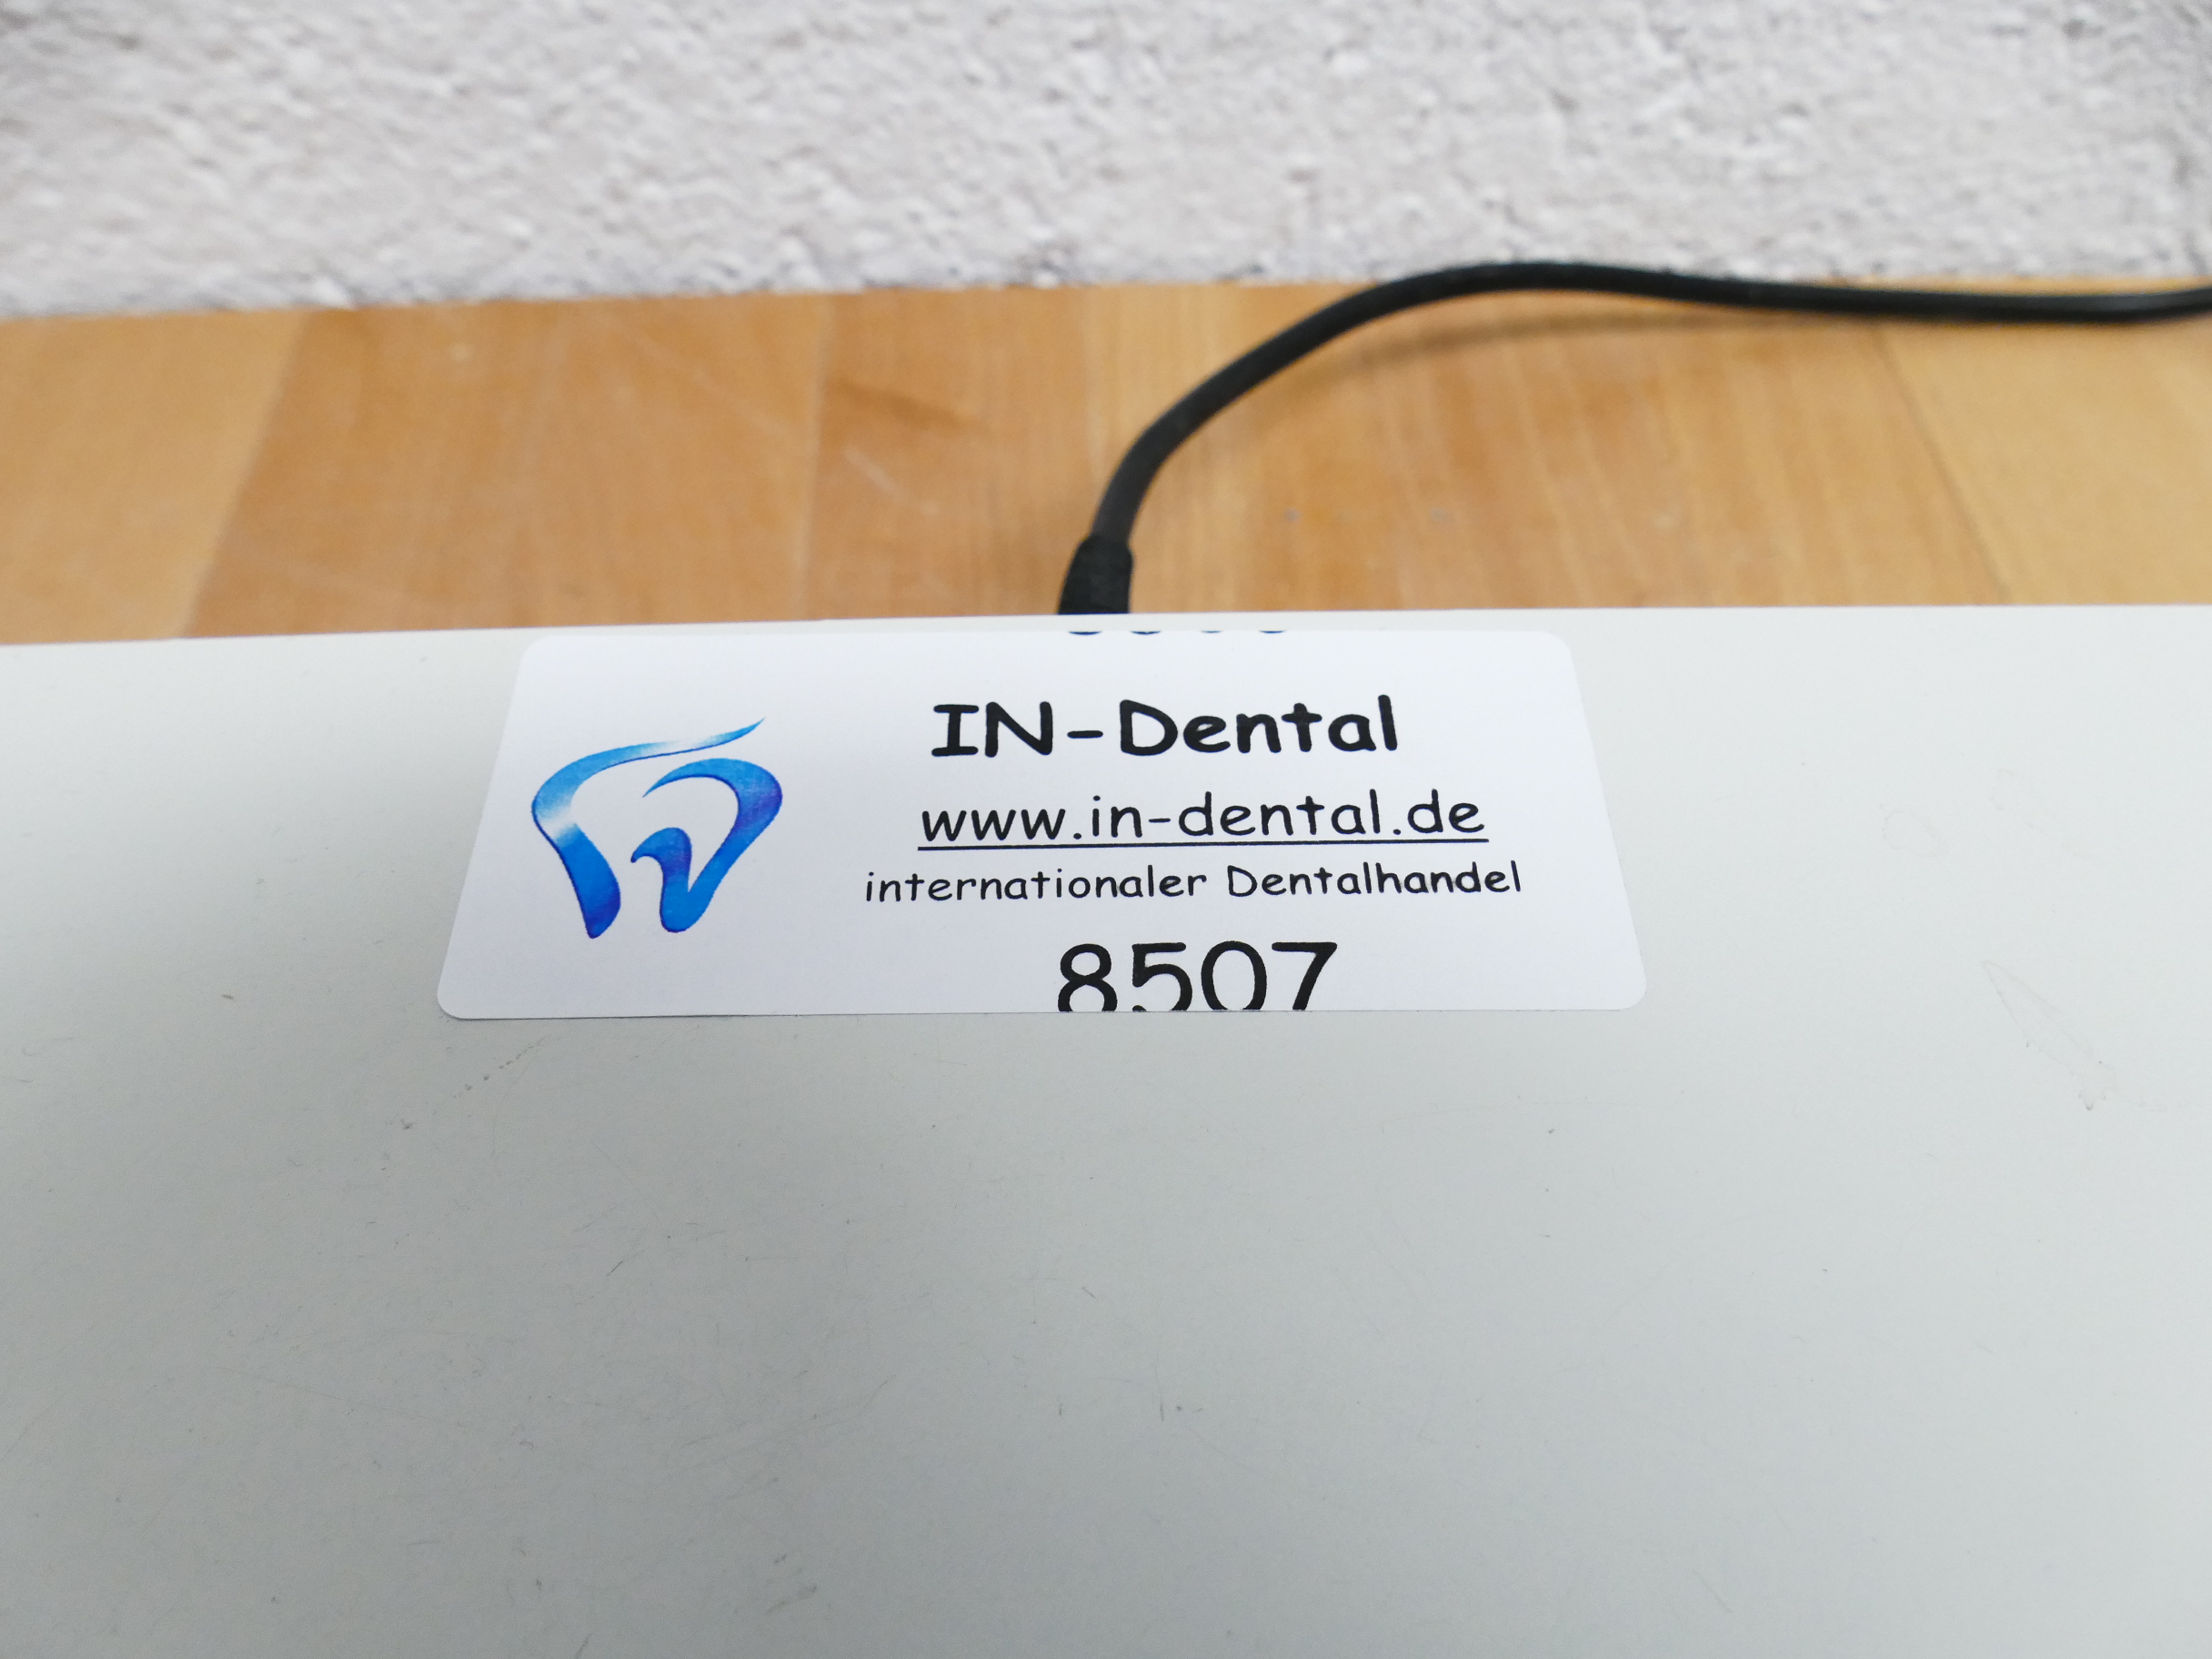 IN-Dental
www.in-dental.de
internationaler Dentalhandel
8507